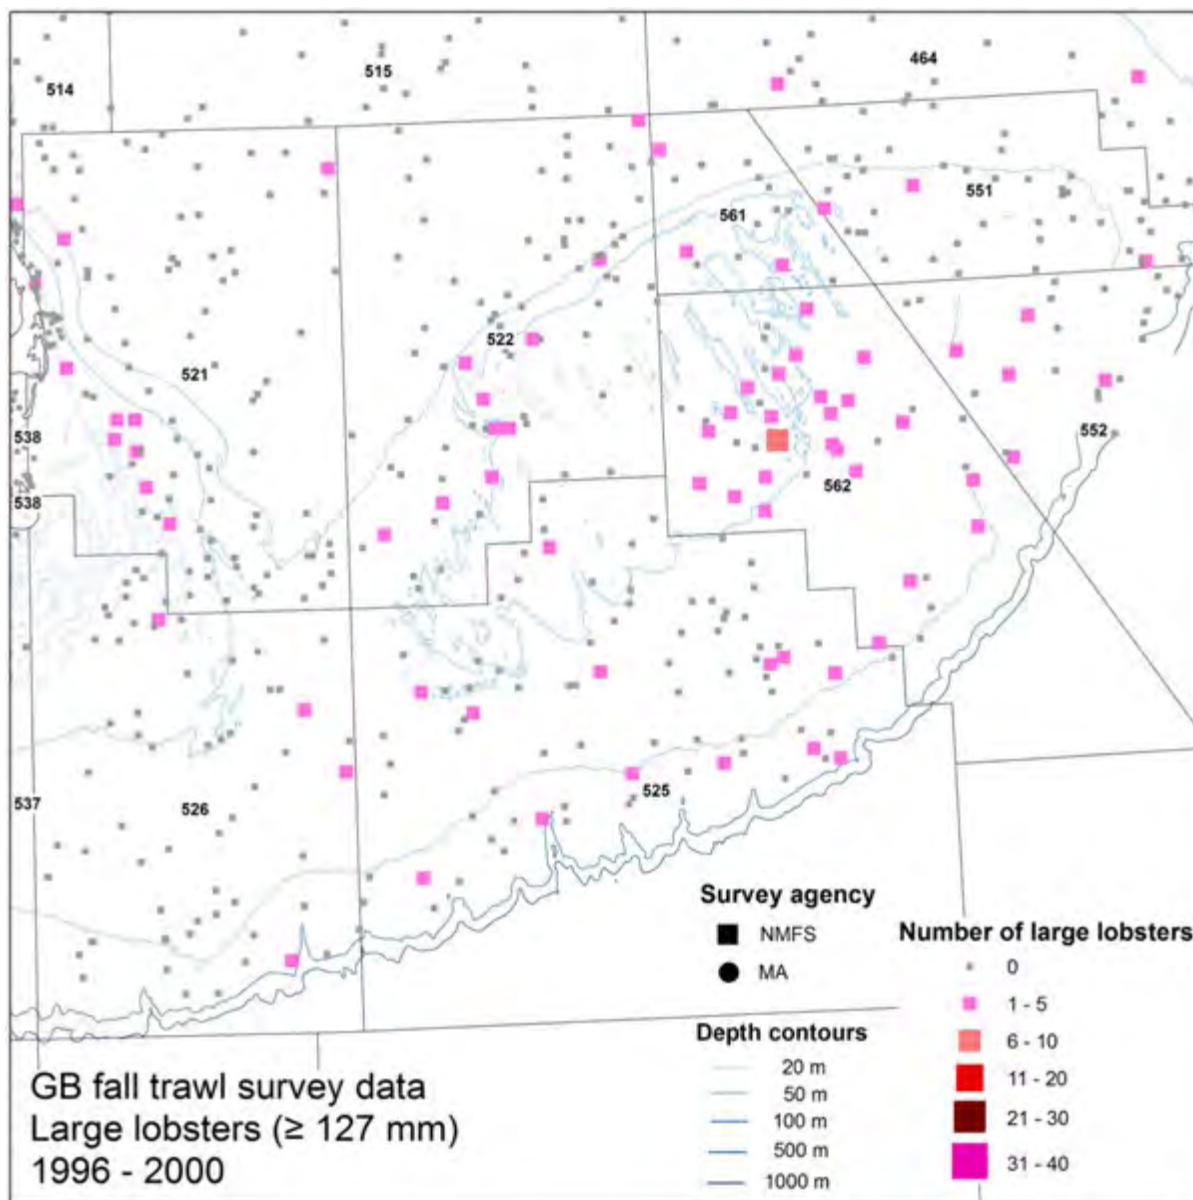 464
515
514
551
561
522
521
538
552
562
538
525
537
526
Survey agency
NMFS
MA
Number of large lobsters
0
1 - 5
6 - 10
11 - 20
21 - 30
31 - 40
Depth contours
20 m
50 m
100 m
500 m
1000 m
GB fall trawl survey data
Large lobsters (≥ 127 mm)
1996 - 2000